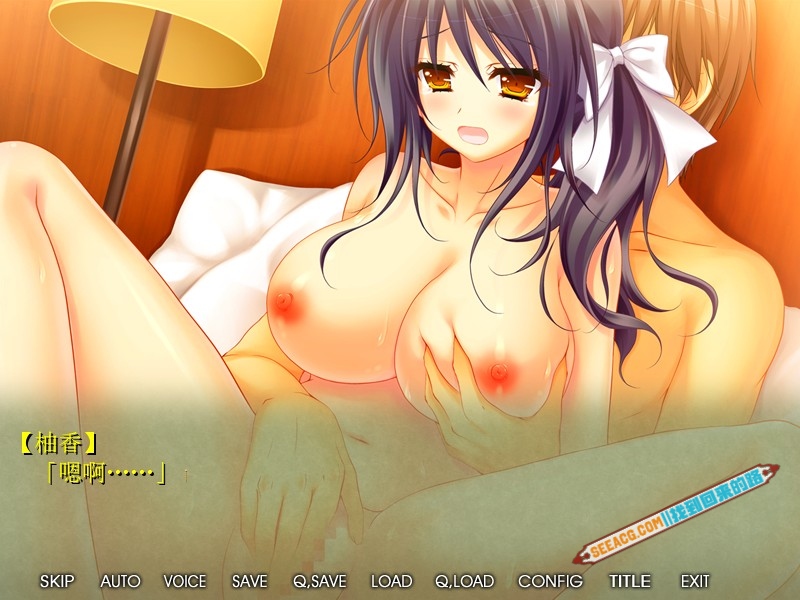 【柚香】
「嗯啊……」
SEEACG.COM||找到回来的路
SKIP AUTO VOICE SAVE Q,SAVE LOAD Q,LOAD CONFIG TITLE EXIT